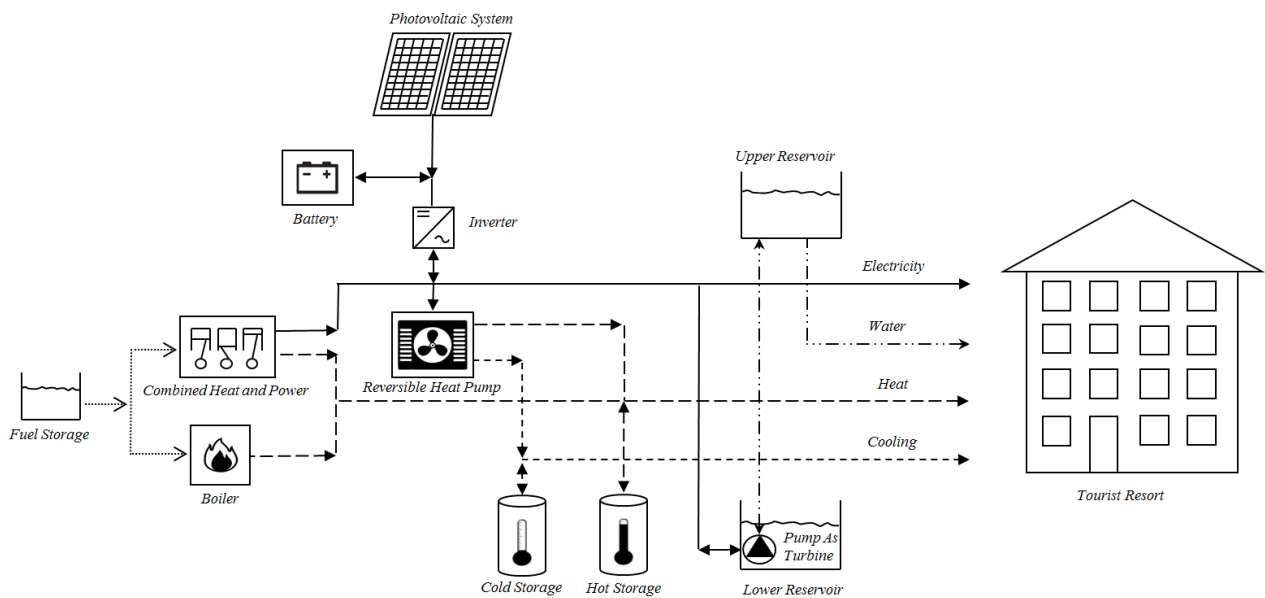 Photovoltaic System
Upper Reservoir
Battery
Inverter
Electricity
Water
Combined Heat and Power
Reversible Heat Pump
Heat
Fuel Storage
Cooling
Boiler
Tourist Resort
Pump As
Turbine
Cold Storage
Hot Storage
Lower Reservoir